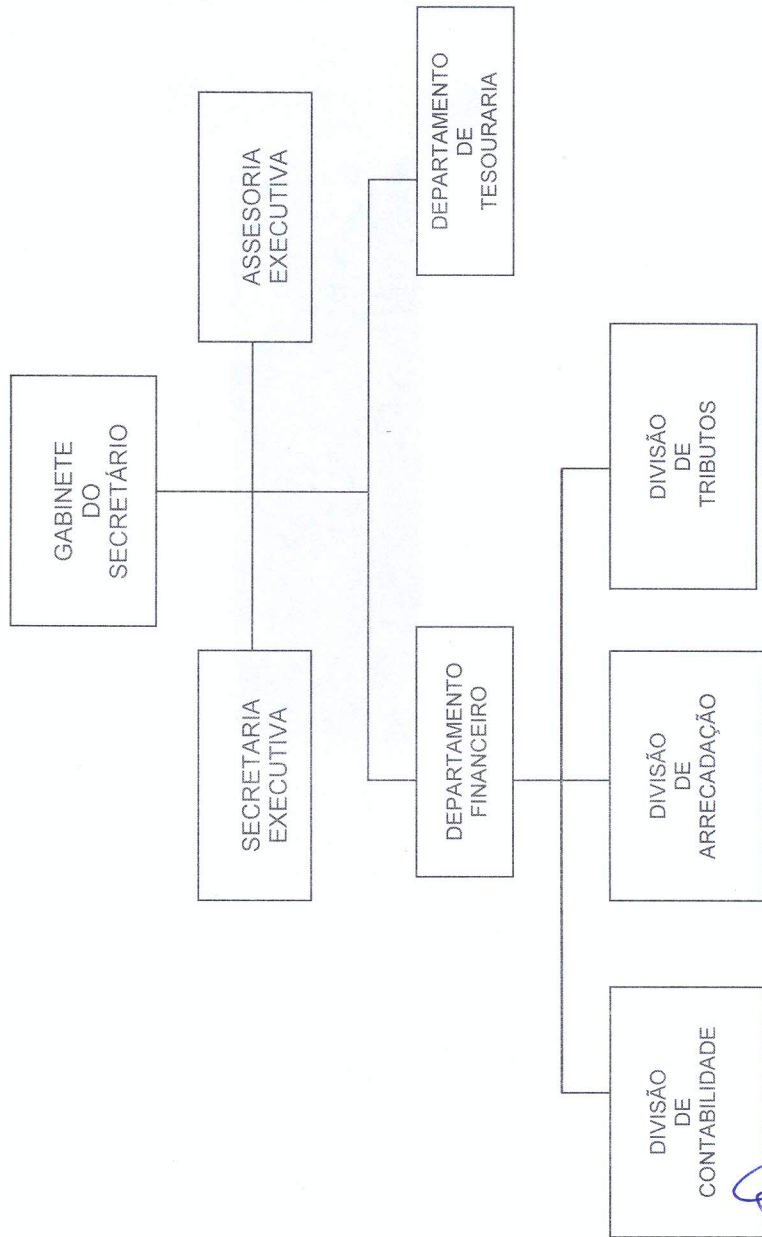 GABINETE
DO
SECRETÁRIO
SECRETARIA
EXECUTIVA
ASSESORIA
EXECUTIVA
DEPARTAMENTO
FINANCEIRO
DEPARTAMENTO
DE
TESOURARIA
DIVISÃO
DE
CONTABILIDADE
DIVISÃO
DE
ARRECADAÇÃO
DIVISÃO
DE
TRIBUTOS